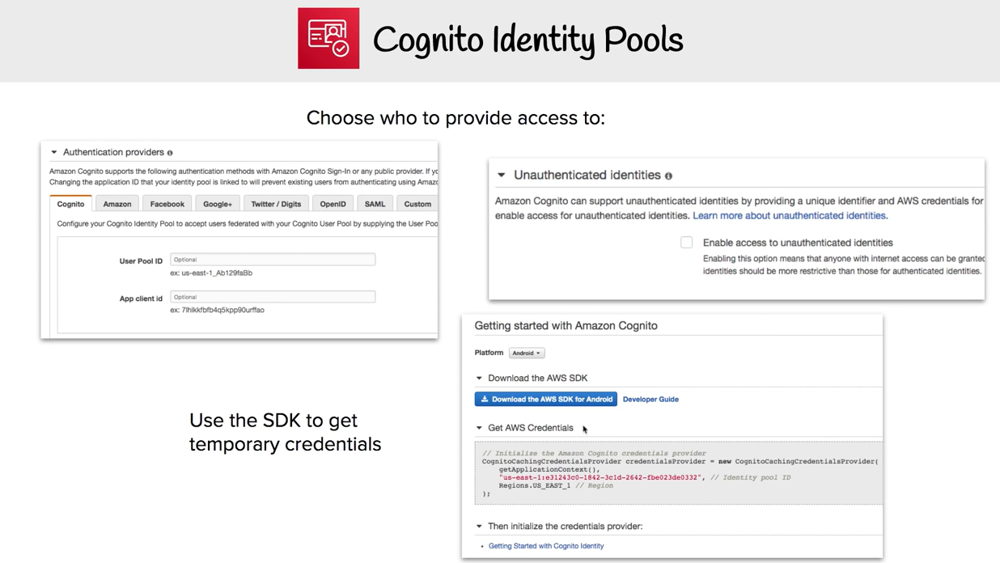 Cognito Identity Pools
Choose who to provide access to:
Authentication providers
Amazon Cognito supports the following authentication methods with Amazon Cognito Sign-In or any public provider. If
Changing the application ID that your identity pool is linked to will prevent existing users from authenticating using
Cognito Amazon Facebook Google+ Twitter / Digits OpenID SAML Custom
Configure your Cognito Identity Pool to accept users federated with your Cognito User Pool by supplying the User
User Pool ID Optional
ex: us-east-1_Ab129faBb
App client id Optional
ex: 7lhlkkfbfb4q5kpp90urffao
Unauthenticated identities
Amazon Cognito can support unauthenticated identities by providing a unique identifier and AWS credentials for
enable access for unauthenticated identities. Learn more about unauthenticated identities.
Enable access to unauthenticated identities
Enabling this option means that anyone with internet access can be
identities should be more restrictive than those for authenticated identities.
Use the SDK to get
temporary credentials
Getting started with Amazon Cognito
Platform Android
Download the AWS SDK
Download the AWS SDK for Android Developer Guide
Get AWS Credentials
// Initialize the Amazon Cognito credentials provider
CognitoCachingCredentialsProvider credentialsProvider = new CognitoCachingCredentialsProvider(
getApplicationContext(),
"us-east-1:e31243c0-1842-3c1d-2642-fbe023de0332", // Identity pool ID
Regions.US_EAST_1 // Region
);
Then initialize the credentials provider:
Getting Started with Cognito Identity